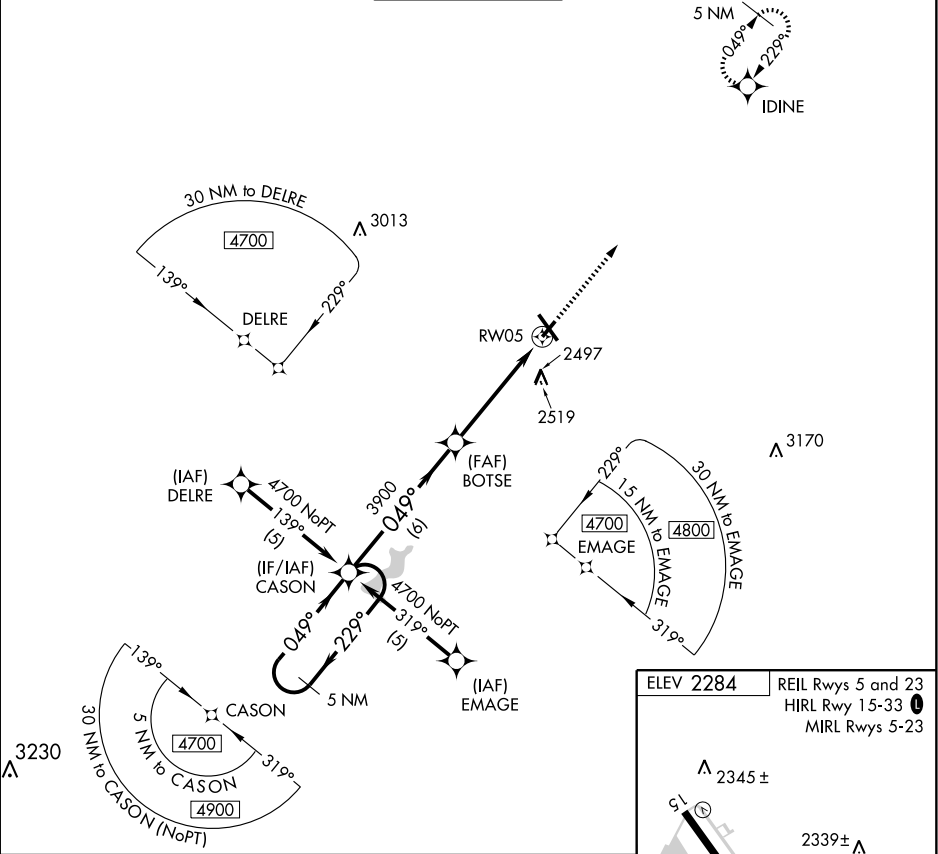 5 NM
049°
229°
IDINE
30 NM to DELRE
4700
3013
139°
229°
DELRE
RW05
2497
2519
(FAF)
BOTSE
3170
(IAF)
DELRE
4700 NoPT
139°
(5)
3900
049°
(6)
(IF/IAF)
CASON
4700 NoPT
319°
(5)
049°
229°
5 NM
(IAF)
EMAGE
229°
15 NM to EMAGE
30 NM to EMAGE
4700
4800
EMAGE
319°
139°
CASON
4700
5 NM to CASON
319°
4900
30 NM to CASON (NoPT)
3230
ELEV 2284
REIL Rwys 5 and 23
HIRL Rwy 15-33 L
MIRL Rwys 5-23
2345 ±
15
V
2339±